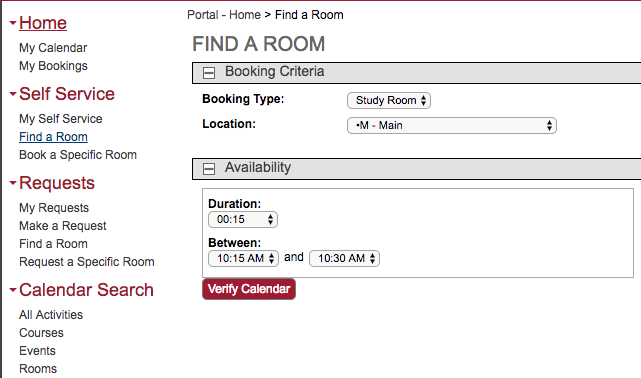 Home
My Calendar
My Bookings
Self Service
My Self Service
Find a Room
Book a Specific Room
Requests
My Requests
Make a Request
Find a Room
Request a Specific Room
Calendar Search
All Activities
Courses
Events
Rooms
Portal - Home > Find a Room
FIND A ROOM
Booking Criteria
Booking Type: Study Room
Location: •M - Main
Availability
Duration:
00:15
Between:
10:15 AM and 10:30 AM
Verify Calendar